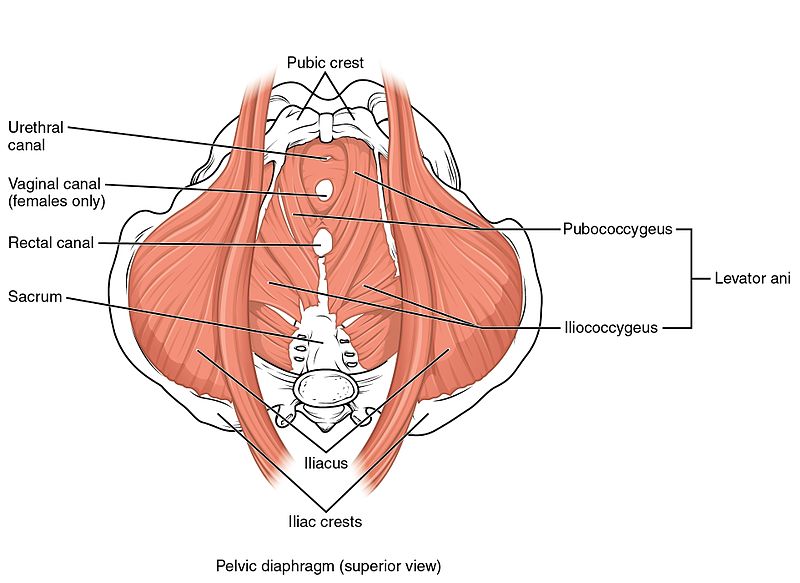 Pubic crest
Urethral
canal
Vaginal canal
(females only)
Rectal canal
Sacrum
Pubococcygeus
Levator ani
Iliococcygeus
Iliacus
Iliac crests
Pelvic diaphragm (superior view)